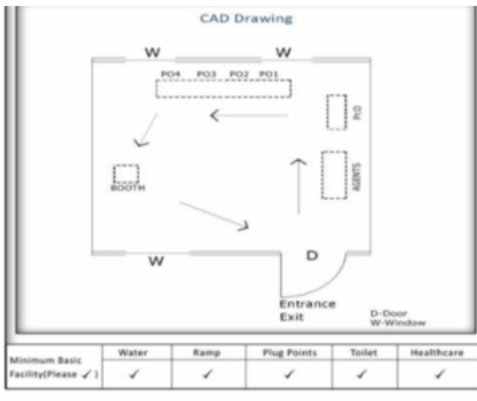 CAD Drawing
W W
PO4 PO3 PO2 PO1
P1O
AGENTS
BOOTH
W
D
Entrance
Exit
D-Door
W-Window
Minimum Basic Facility(Please ✓) Water Ramp Plug Points Toilet Healthcare
✓ ✓ ✓ ✓ ✓